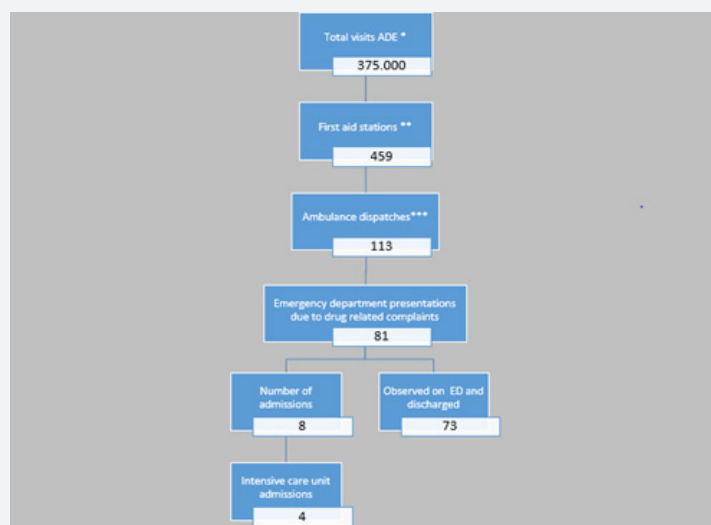 Total visits ADE *
375.000
First aid stations **
459
Ambulance dispatches***
113
Emergency department presentations
due to drug related complaints
81
Number of
admissions
8
Observed on ED and
discharged
73
Intensive care unit
admissions
4